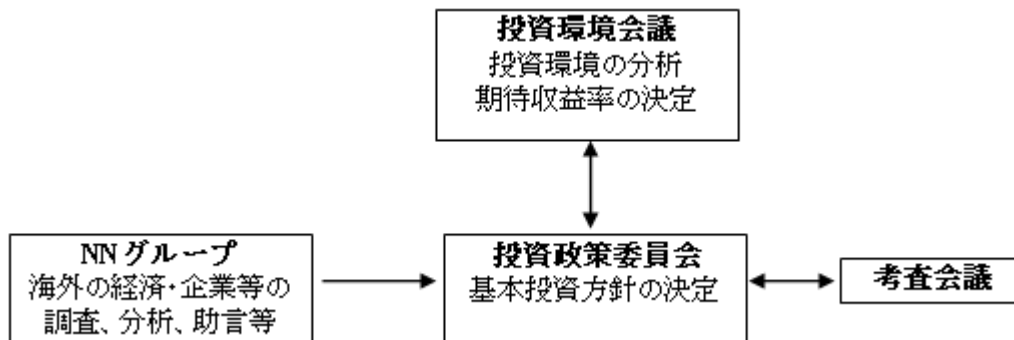 投資環境会議
投資環境の分析
期待収益率の決定
NNグループ
海外の経済・企業等の
調査、分析、助言等
投資政策委員会
基本投資方針の決定
考査会議